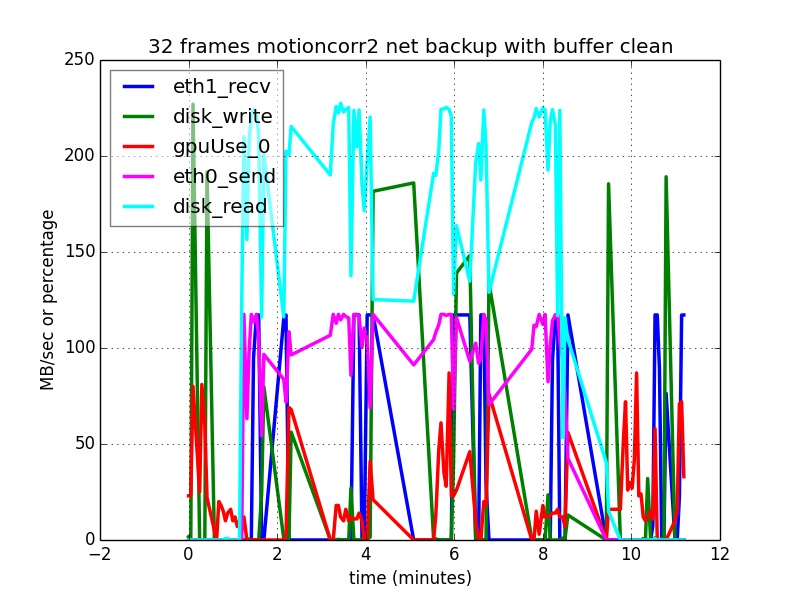 32 frames motioncorr2 net backup with buffer clean
250
200
150
100
50
0
MB/sec or percentage
eth1_recv
disk_write
gpuUse_0
eth0_send
disk_read
−2 0 2 4 6 8 10 12
time (minutes)